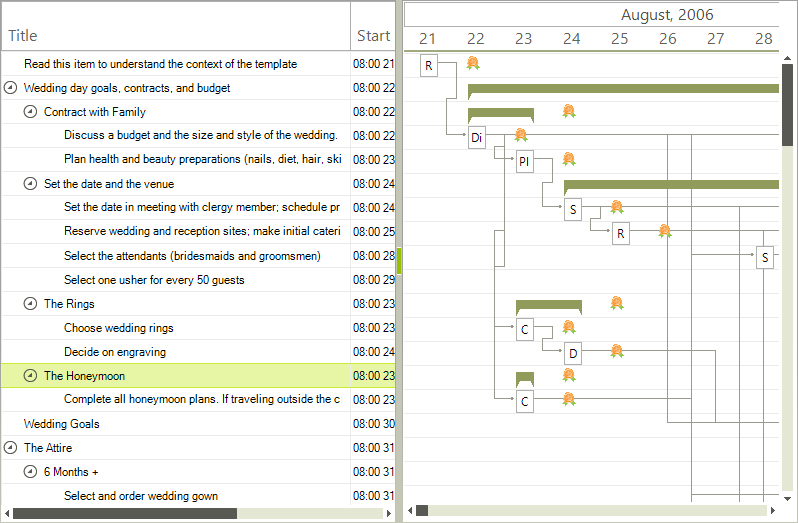 Title Start
Read this item to understand the context of the template 08:00 21
Wedding day goals, contracts, and budget 08:00 22
Contract with Family 08:00 22
Discuss a budget and the size and style of the wedding. 08:00 22
Plan health and beauty preparations (nails, diet, hair, ski 08:00 23
Set the date and the venue 08:00 24
Set the date in meeting with clergy member; schedule pr 08:00 24
Reserve wedding and reception sites; make initial cateri 08:00 25
Select the attendants (bridesmaids and groomsmen) 08:00 28
Select one usher for every 50 guests 08:00 29
The Rings 08:00 23
Choose wedding rings 08:00 23
Decide on engraving 08:00 24
The Honeymoon 08:00 23
Complete all honeymoon plans. If traveling outside the c 08:00 23
Wedding Goals 08:00 30
The Attire 08:00 31
6 Months + 08:00 31
Select and order wedding gown 08:00 31
August, 2006
21 22 23 24 25 26 27 28
R
Di
Pl
S
R
S
C
D
C